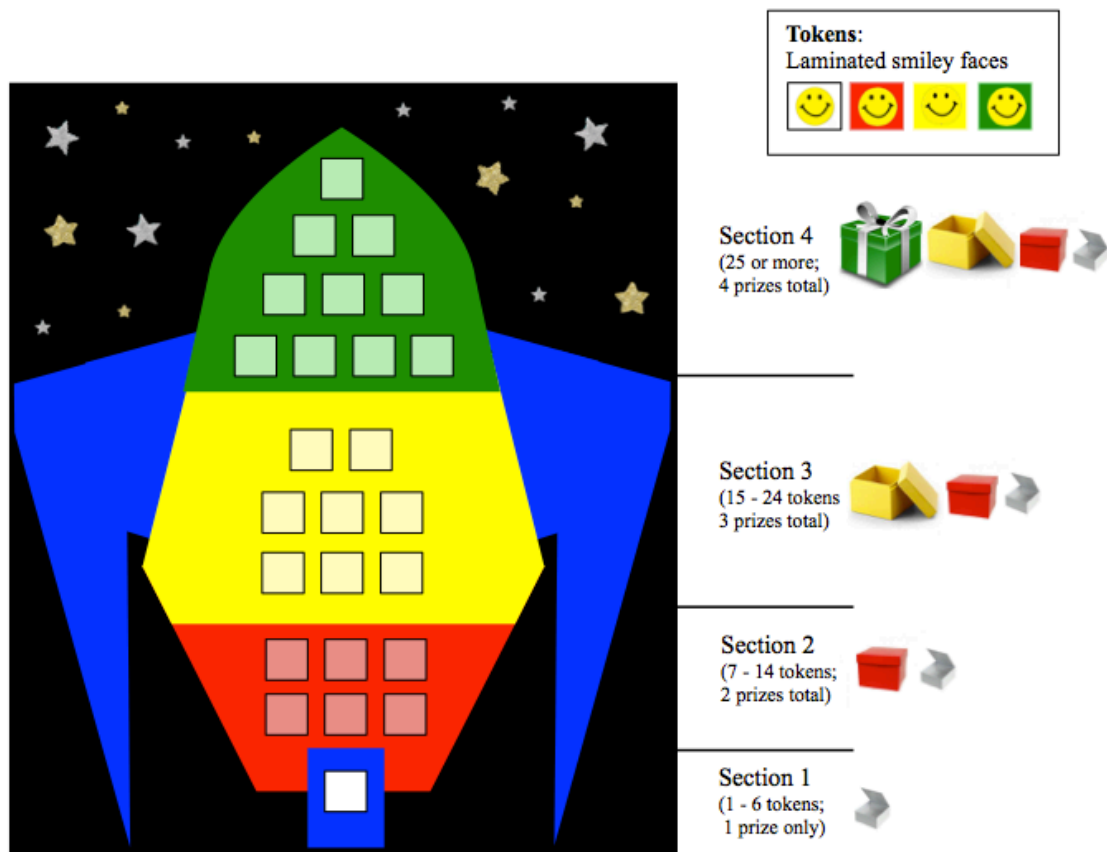 Tokens:
Laminated smiley faces
Section 4
(25 or more;
4 prizes total)
Section 3
(15 - 24 tokens
3 prizes total)
Section 2
(7 - 14 tokens;
2 prizes total)
Section 1
(1 - 6 tokens;
1 prize only)